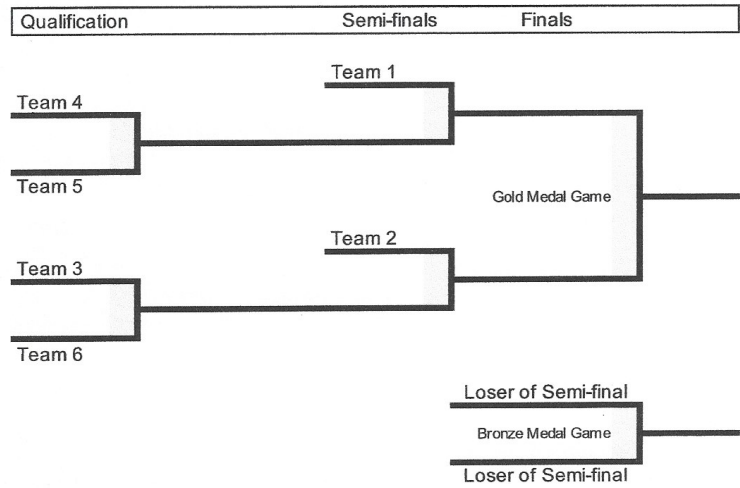 Qualification Semi-finals Finals
Team 1
Team 4
Team 5
Gold Medal Game
Team 2
Team 3
Team 6
Loser of Semi-final
Bronze Medal Game
Loser of Semi-final